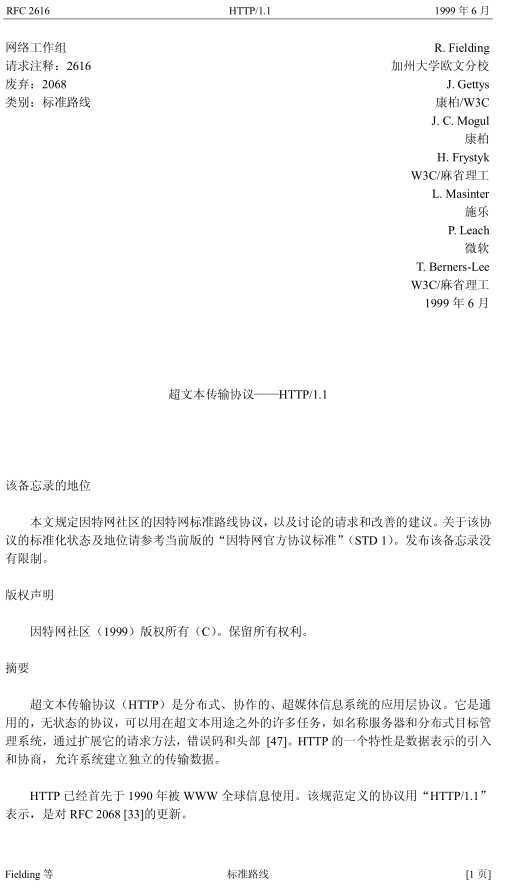 RFC 2616 HTTP/1.1 1999 年 6 月
网络工作组 R. Fielding
请求注释：2616 加州大学欧文分校
废弃：2068 J. Gettys
类别：标准路线 康柏/W3C
J. C. Mogul
康柏
H. Frystyk
W3C/麻省理工
L. Masinter
施乐
P. Leach
微软
T. Berners-Lee
W3C/麻省理工
1999 年 6 月
超文本传输协议——HTTP/1.1
该备忘录的地位
本文规定因特网社区的因特网标准路线协议，以及讨论的请求和改善的建议。关于该协
议的标准化状态及地位请参考当前版的“因特网官方协议标准”（STD 1）。发布该备忘录没
有限制。
版权声明
因特网社区（1999）版权所有（C）。保留所有权利。
摘要
超文本传输协议（HTTP）是分布式、协作的、超媒体信息系统的应用层协议。它是通
用的，无状态的协议，可以用在超文本用途之外的许多任务，如名称服务器和分布式目标管
理系统，通过扩展它的请求方法，错误码和头部 [47]。HTTP 的一个特性是数据表示的引入
和协商，允许系统建立独立的传输数据。
HTTP 已经首先于 1990 年被 WWW 全球信息使用。该规范定义的协议用“HTTP/1.1”
表示，是对 RFC 2068 [33]的更新。
Fielding 等 标准路线 [1 页]